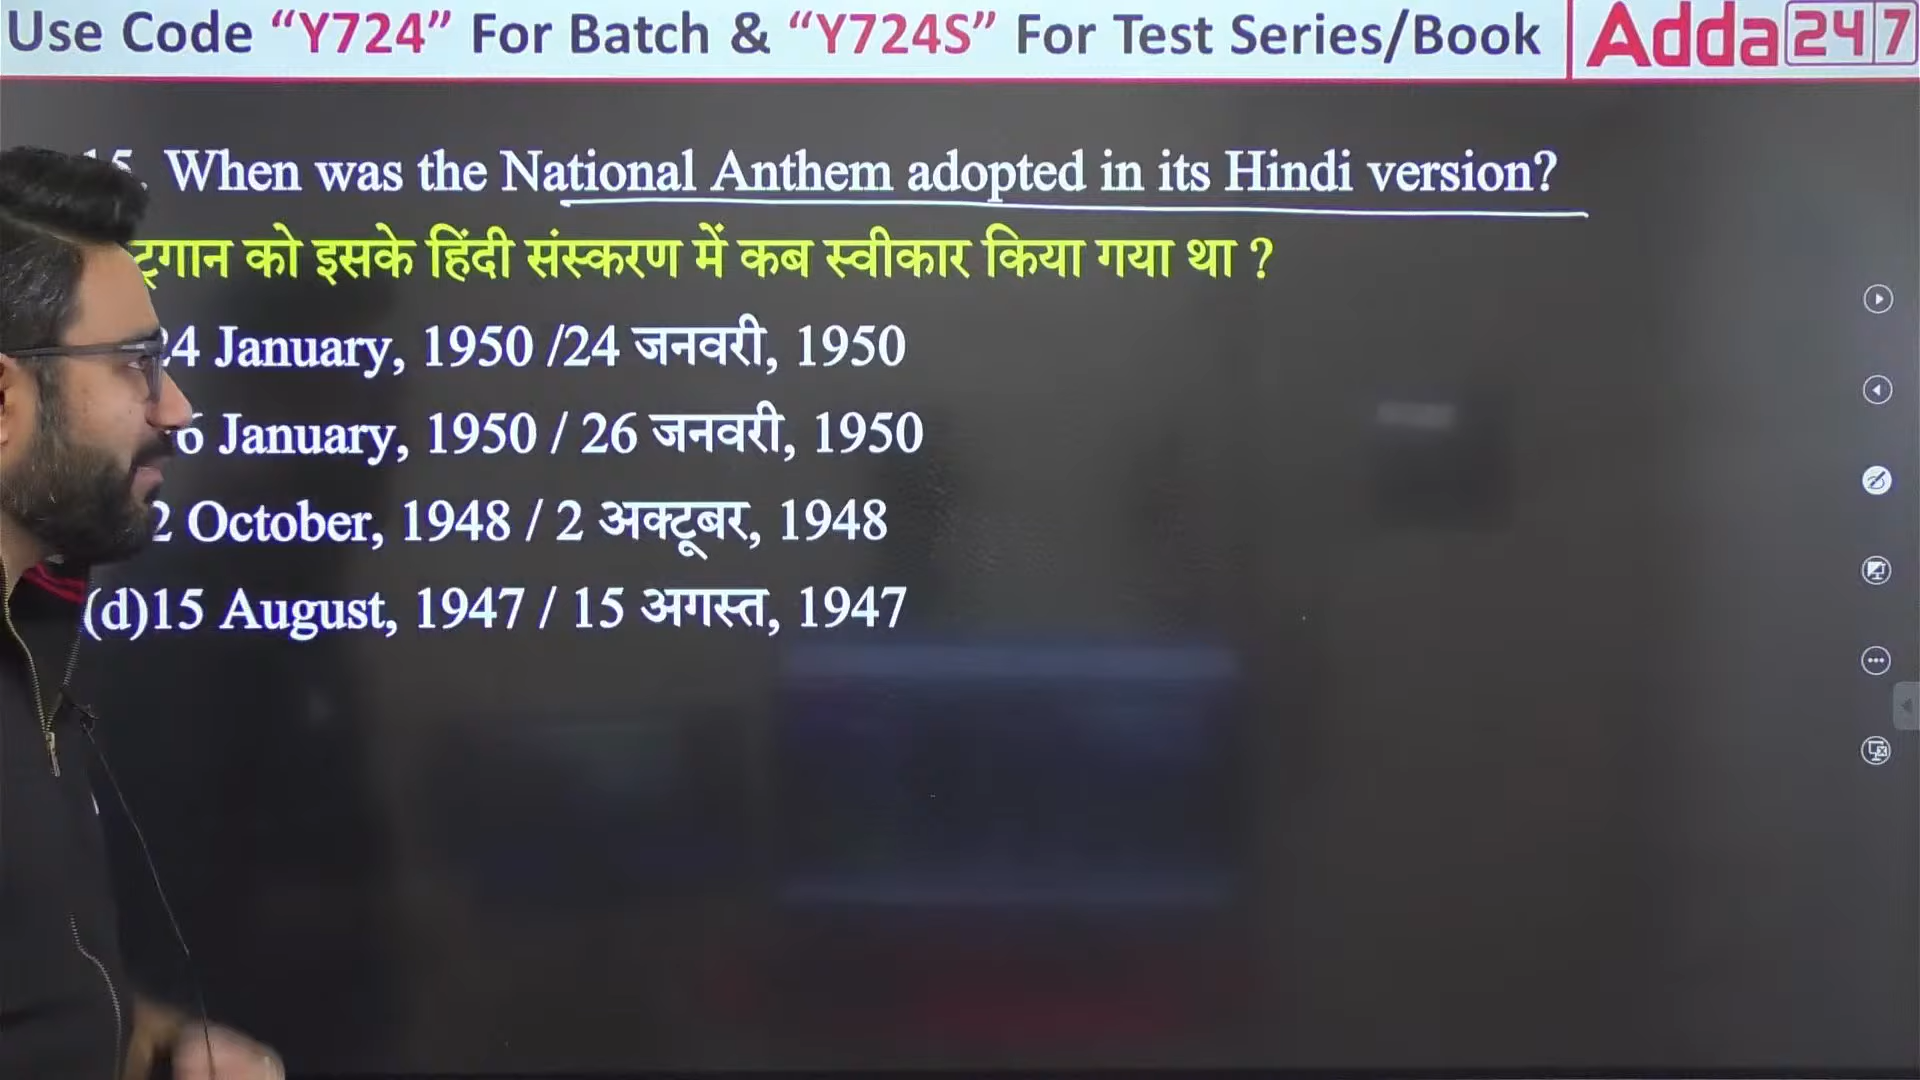 Use Code “Y724” For Batch & “Y724S” For Test Series/Book
Adda247
15. When was the National Anthem adopted in its Hindi version?
को इसके हिंदी संस्करण में कब स्वीकार किया गया था ?
24 January, 1950 /24 जनवरी, 1950
January, 1950 / 26 जनवरी, 1950
2 October, 1948 / 2 अक्टूबर, 1948
(d)15 August, 1947 / 15 अगस्त, 1947